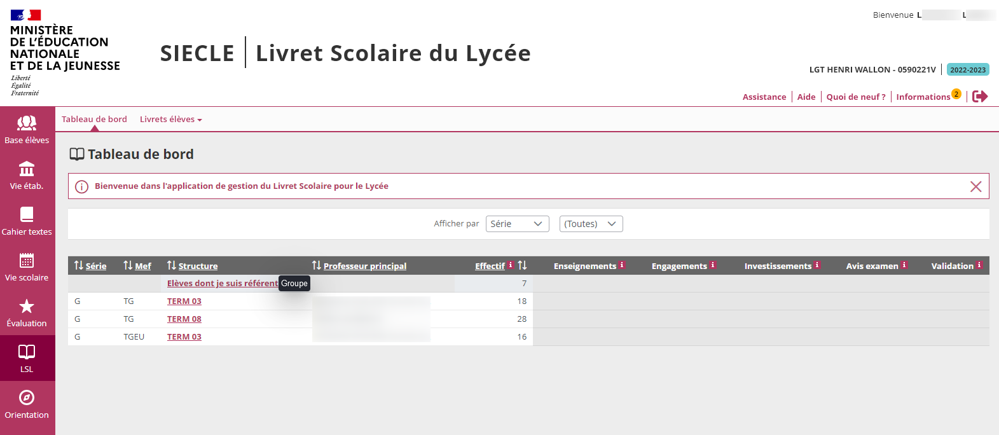 Bienvenue L L
MINISTÈRE
DE L'ÉDUCATION
NATIONALE
ET DE LA JEUNESSE
Liberté
Égalité
Fraternité
SIECLE | Livret Scolaire du Lycée
LGT HENRI WALLON - 0590221V | 2022-2023
Assistance | Aide | Quoi de neuf ? | Informations 2
Base élèves
Vie étab.
Cahier textes
Vie scolaire
Évaluation
LSL
Orientation
Tableau de bord Livrets élèves
Tableau de bord
Bienvenue dans l'application de gestion du Livret Scolaire pour le Lycée
Afficher par Série (Toutes)
Série Mef Structure Professeur principal Effectif i Enseignements i Engagements i Investissements i Avis examen i Validation i
Elèves dont je suis référent Groupe 7
G TG TERM 03 18
G TG TERM 08 28
G TGEU TERM 03 16